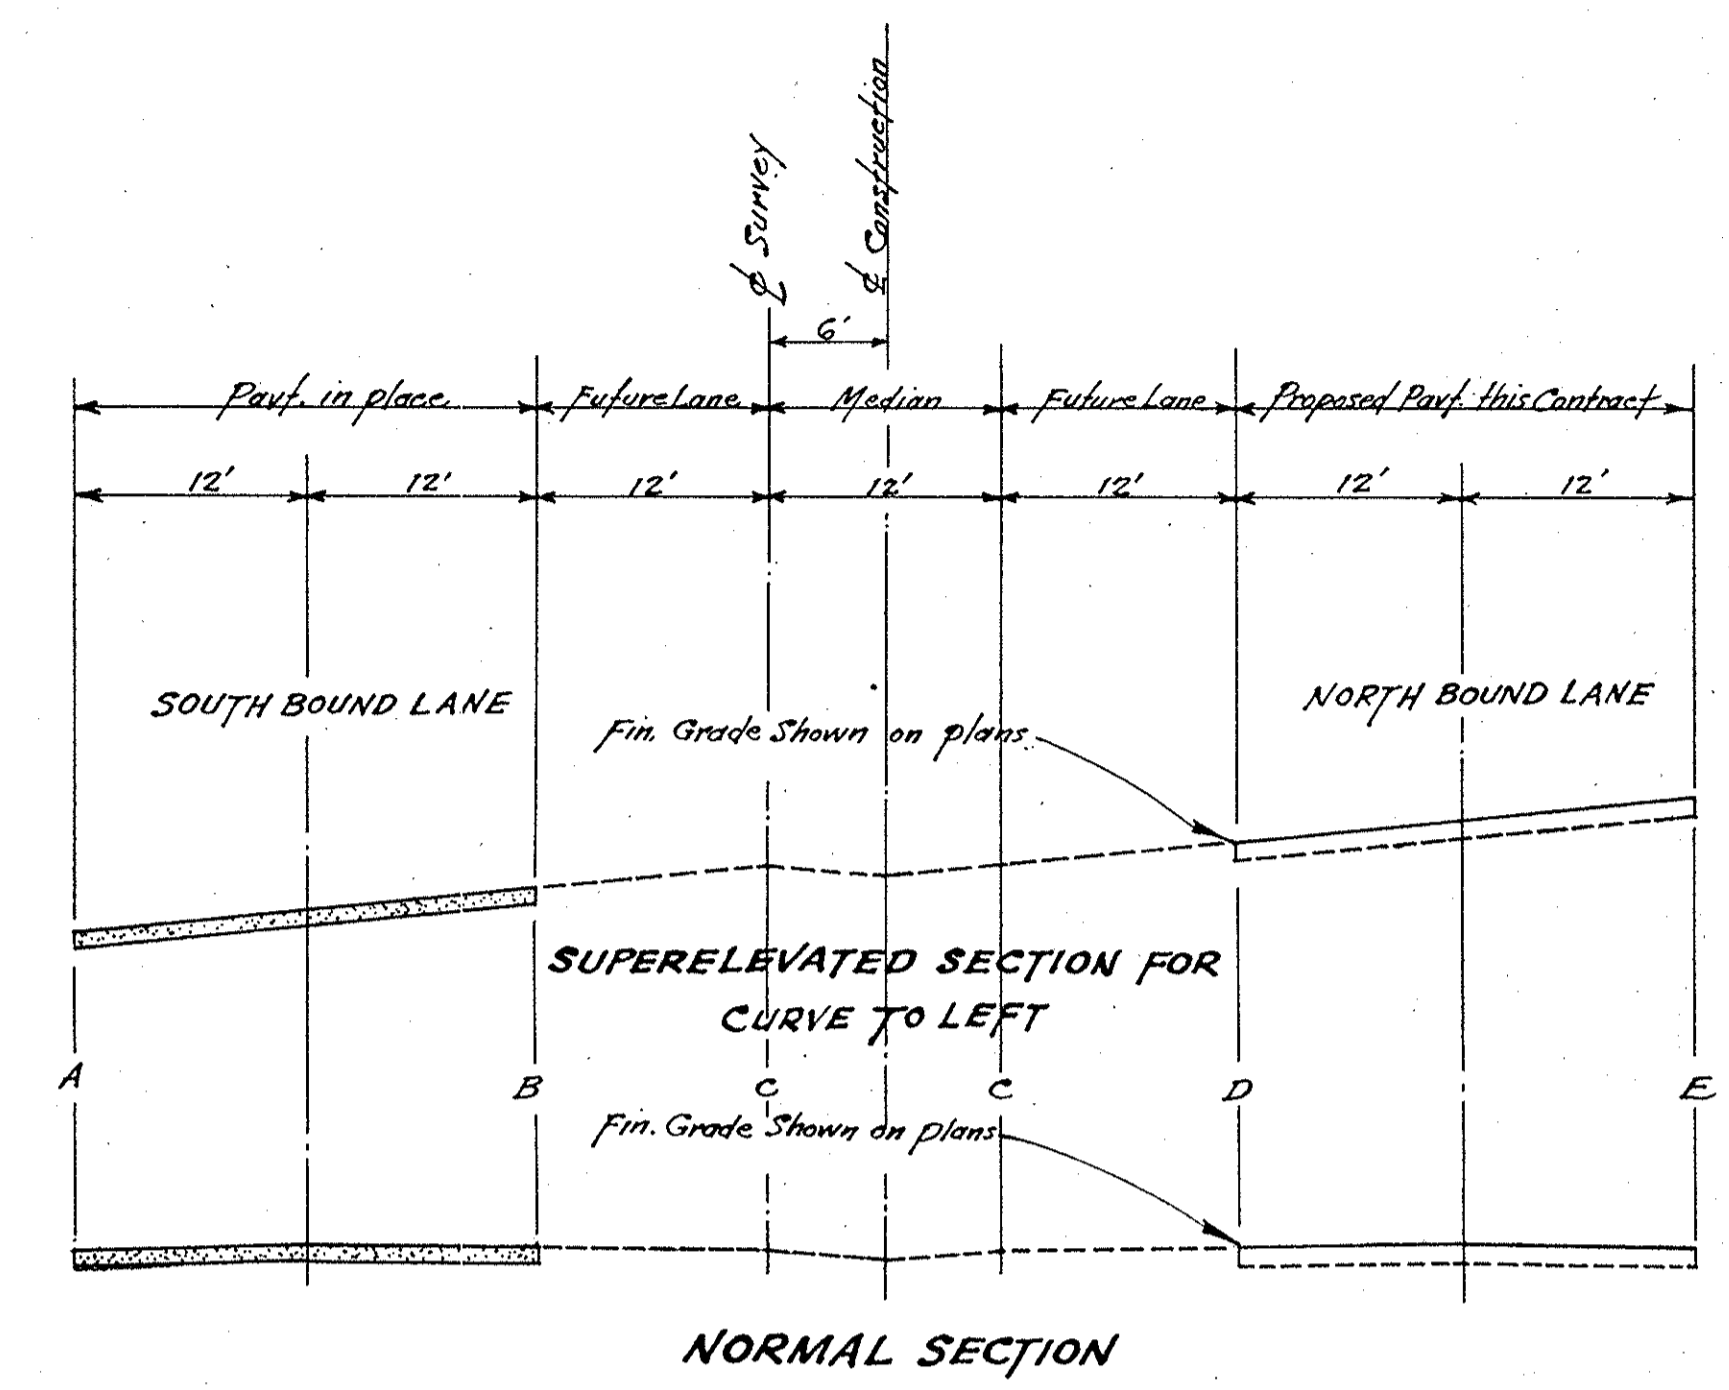 ℄ Survey
℄ Construction
6'
Pavt. in place
Future Lane
Median
Future Lane
Proposed Pavt. this Contract
12'
12'
12'
12'
12'
12'
12'
SOUTH BOUND LANE
NORTH BOUND LANE
Fin. Grade Shown on plans.
SUPERELEVATED SECTION FOR
CURVE TO LEFT
A
B
C
C
D
E
Fin. Grade Shown on plans
NORMAL SECTION